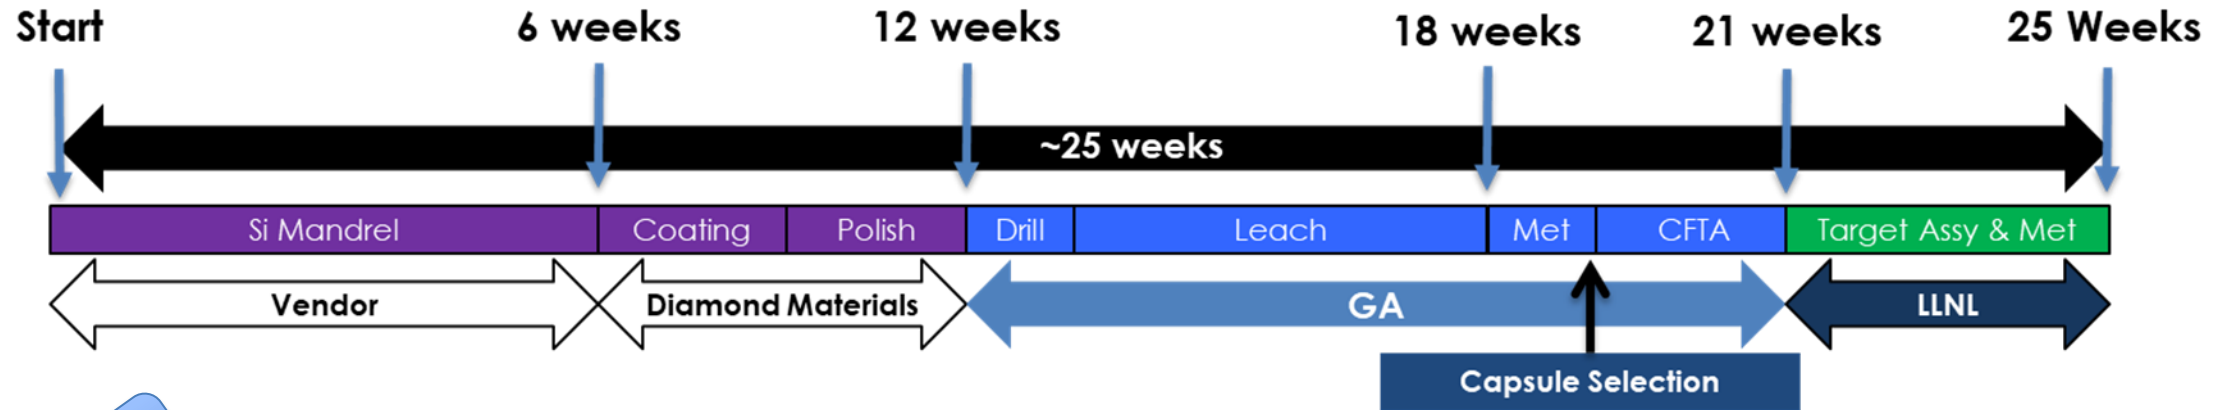 Start
6 weeks
12 weeks
18 weeks
21 weeks
25 Weeks
~25 weeks
Si Mandrel
Coating
Polish
Drill
Leach
Met
CFTA
Target Assy & Met
Vendor
Diamond Materials
GA
LLNL
Capsule Selection